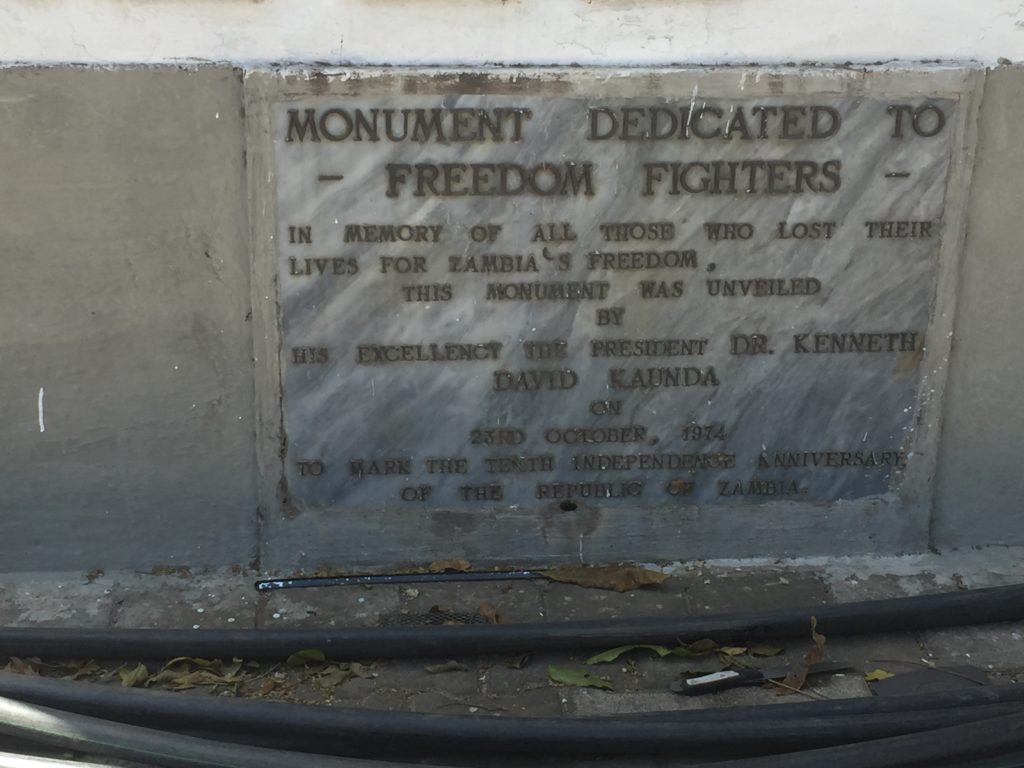 MONUMENT DEDICATED TO
- FREEDOM FIGHTERS -
IN MEMORY OF ALL THOSE WHO LOST THEIR
LIVES FOR ZAMBIA'S FREEDOM.
THIS MONUMENT WAS UNVEILED
BY
HIS EXCELLENCY THE PRESIDENT DR. KENNETH
DAVID KAUNDA
ON
23RD OCTOBER, 1974
TO MARK THE TENTH INDEPENDENCE ANNIVERSARY
OF THE REPUBLIC OF ZAMBIA.